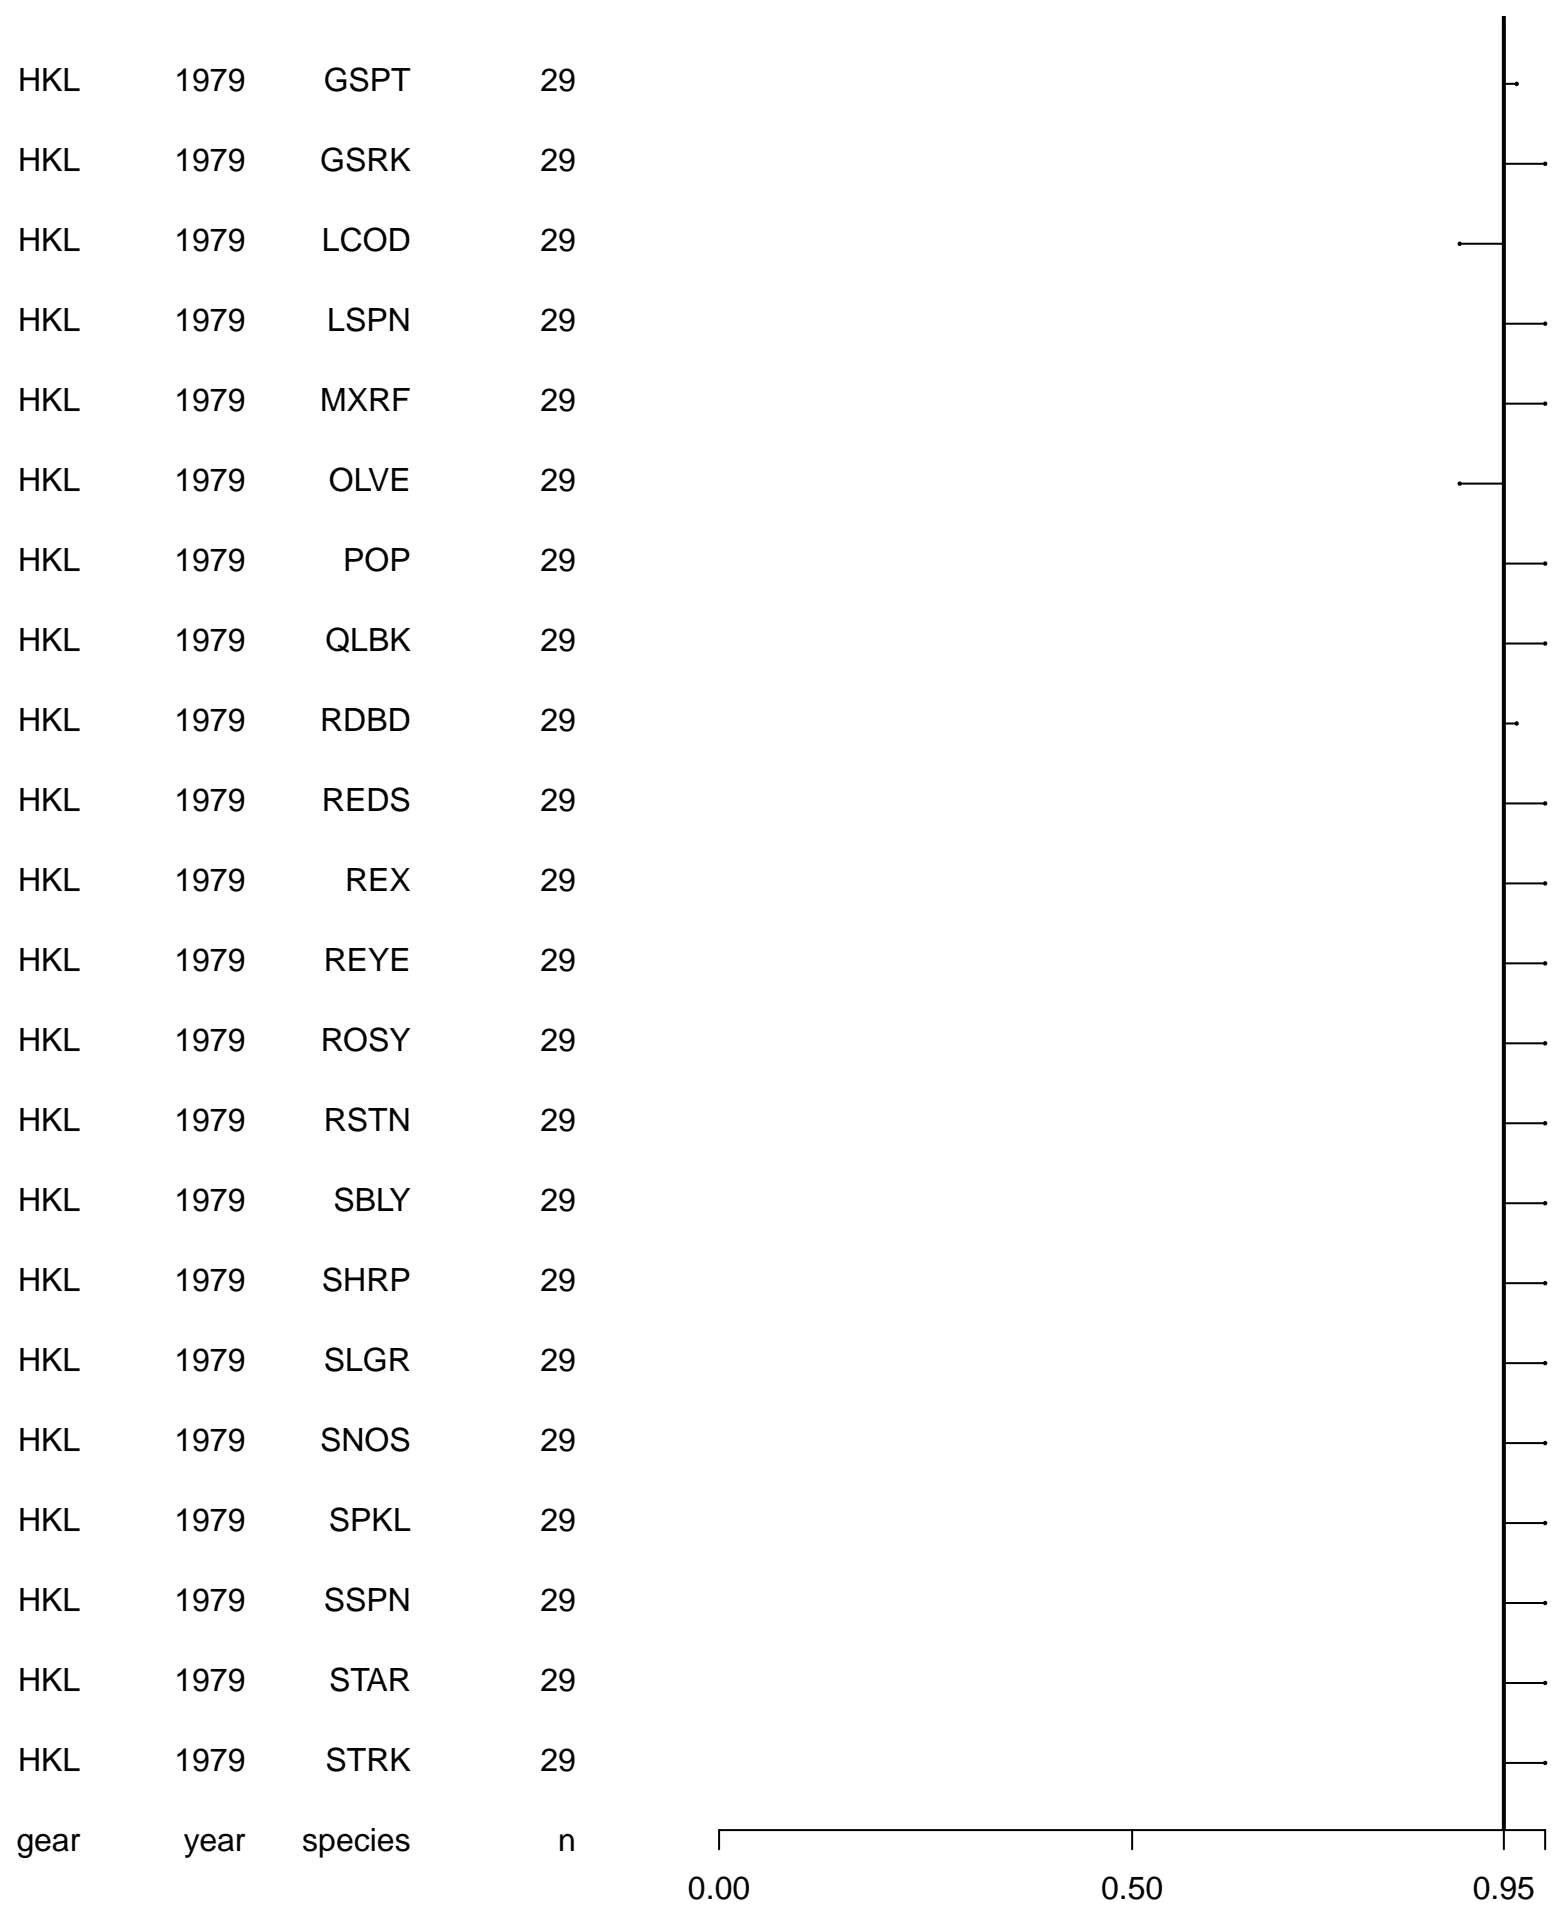 HKL 1979 GSPT 29
HKL 1979 GSRK 29
HKL 1979 LCOD 29
HKL 1979 LSPN 29
HKL 1979 MXRF 29
HKL 1979 OLVE 29
HKL 1979 POP 29
HKL 1979 QLBK 29
HKL 1979 RDBD 29
HKL 1979 REDS 29
HKL 1979 REX 29
HKL 1979 REYE 29
HKL 1979 ROSY 29
HKL 1979 RSTN 29
HKL 1979 SBLY 29
HKL 1979 SHRP 29
HKL 1979 SLGR 29
HKL 1979 SNOS 29
HKL 1979 SPKL 29
HKL 1979 SSPN 29
HKL 1979 STAR 29
HKL 1979 STRK 29
gear year species n
0.00 0.50 0.95